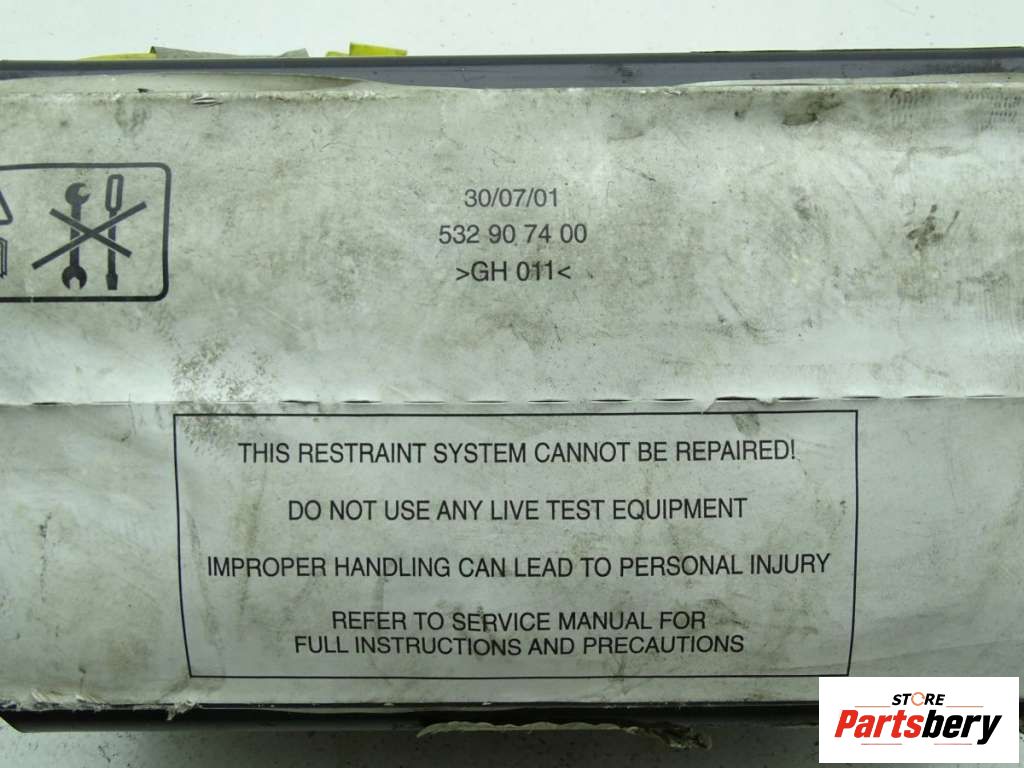 30/07/01
532 90 74 00
>GH 011<
THIS RESTRAINT SYSTEM CANNOT BE REPAIRED!
DO NOT USE ANY LIVE TEST EQUIPMENT
IMPROPER HANDLING CAN LEAD TO PERSONAL INJURY
REFER TO SERVICE MANUAL FOR
FULL INSTRUCTIONS AND PRECAUTIONS
STORE
Partsbery